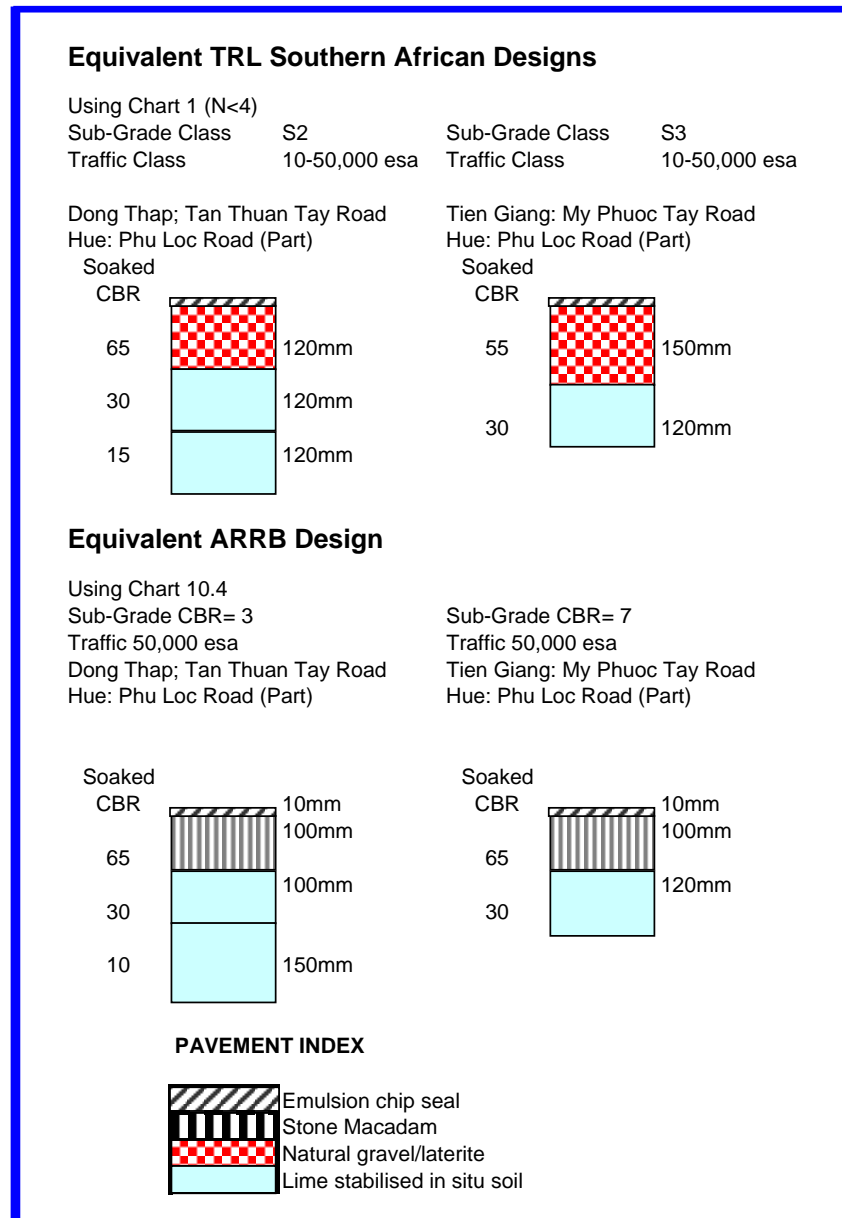 Equivalent TRL Southern African Designs
Using Chart 1 (N<4)
Sub-Grade Class S2 Sub-Grade Class S3
Traffic Class 10-50,000 esa Traffic Class 10-50,000 esa
Dong Thap; Tan Thuan Tay Road Tien Giang: My Phuoc Tay Road
Hue: Phu Loc Road (Part) Hue: Phu Loc Road (Part)
Soaked Soaked
CBR CBR
65 120mm 55 150mm
30 120mm
30 120mm
15 120mm
Equivalent ARRB Design
Using Chart 10.4
Sub-Grade CBR= 3 Sub-Grade CBR= 7
Traffic 50,000 esa Traffic 50,000 esa
Dong Thap; Tan Thuan Tay Road Tien Giang: My Phuoc Tay Road
Hue: Phu Loc Road (Part) Hue: Phu Loc Road (Part)
Soaked Soaked
CBR 10mm CBR 10mm
100mm 100mm
65 65
100mm 120mm
30 30
10 150mm
PAVEMENT INDEX
Emulsion chip seal
Stone Macadam
Natural gravel/laterite
Lime stabilised in situ soil